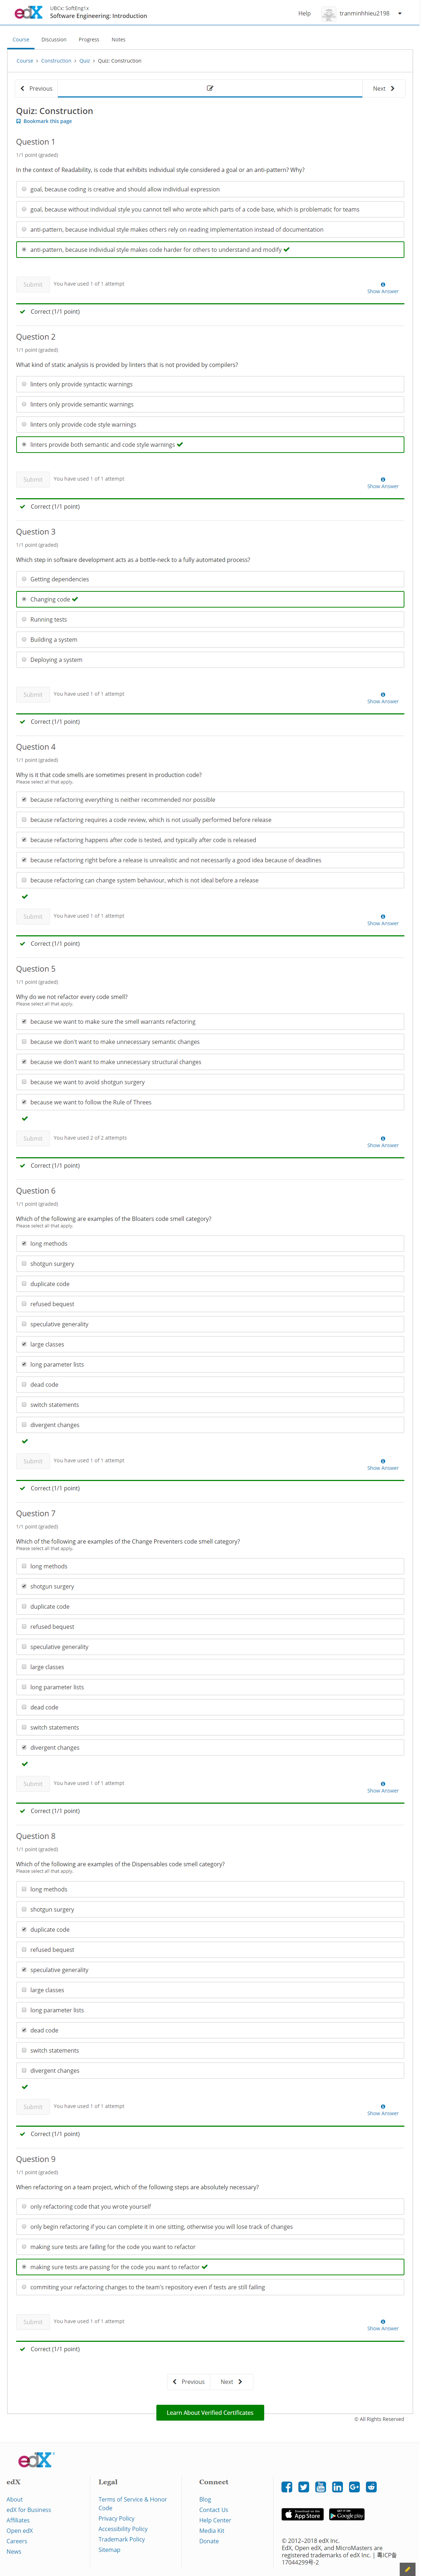 edX
UBCx: SoftEng1x
Software Engineering: Introduction
Help
tranminhhieu2198
Course
Discussion
Progress
Notes
Course › Construction › Quiz › Quiz: Construction
Previous
Next
Quiz: Construction
Bookmark this page
Question 1
1/1 point (graded)
In the context of Readability, is code that exhibits individual style considered a goal or an anti-pattern? Why?
goal, because coding is creative and should allow individual expression
goal, because without individual style you cannot tell who wrote which parts of a code base, which is problematic for teams
anti-pattern, because individual style makes others rely on reading implementation instead of documentation
anti-pattern, because individual style makes code harder for others to understand and modify
Submit
You have used 1 of 1 attempt
Show Answer
Correct (1/1 point)
Question 2
1/1 point (graded)
What kind of static analysis is provided by linters that is not provided by compilers?
linters only provide syntactic warnings
linters only provide semantic warnings
linters only provide code style warnings
linters provide both semantic and code style warnings
Submit
You have used 1 of 1 attempt
Show Answer
Correct (1/1 point)
Question 3
1/1 point (graded)
Which step in software development acts as a bottle-neck to a fully automated process?
Getting dependencies
Changing code
Running tests
Building a system
Deploying a system
Submit
You have used 1 of 1 attempt
Show Answer
Correct (1/1 point)
Question 4
1/1 point (graded)
Why is it that code smells are sometimes present in production code?
Please select all that apply.
because refactoring everything is neither recommended nor possible
because refactoring requires a code review, which is not usually performed before release
because refactoring happens after code is tested, and typically after code is released
because refactoring right before a release is unrealistic and not necessarily a good idea because of deadlines
because refactoring can change system behaviour, which is not ideal before a release
Submit
You have used 1 of 1 attempt
Show Answer
Correct (1/1 point)
Question 5
1/1 point (graded)
Why do we not refactor every code smell?
Please select all that apply.
because we want to make sure the smell warrants refactoring
because we don't want to make unnecessary semantic changes
because we don't want to make unnecessary structural changes
because we want to avoid shotgun surgery
because we want to follow the Rule of Threes
Submit
You have used 2 of 2 attempts
Show Answer
Correct (1/1 point)
Question 6
1/1 point (graded)
Which of the following are examples of the Bloaters code smell category?
Please select all that apply.
long methods
shotgun surgery
duplicate code
refused bequest
speculative generality
large classes
long parameter lists
dead code
switch statements
divergent changes
Submit
You have used 1 of 1 attempt
Show Answer
Correct (1/1 point)
Question 7
1/1 point (graded)
Which of the following are examples of the Change Preventers code smell category?
Please select all that apply.
long methods
shotgun surgery
duplicate code
refused bequest
speculative generality
large classes
long parameter lists
dead code
switch statements
divergent changes
Submit
You have used 1 of 1 attempt
Show Answer
Correct (1/1 point)
Question 8
1/1 point (graded)
Which of the following are examples of the Dispensables code smell category?
Please select all that apply.
long methods
shotgun surgery
duplicate code
refused bequest
speculative generality
large classes
long parameter lists
dead code
switch statements
divergent changes
Submit
You have used 1 of 1 attempt
Show Answer
Correct (1/1 point)
Question 9
1/1 point (graded)
When refactoring on a team project, which of the following steps are absolutely necessary?
only refactoring code that you wrote yourself
only begin refactoring if you can complete it in one sitting, otherwise you will lose track of changes
making sure tests are failing for the code you want to refactor
making sure tests are passing for the code you want to refactor
commiting your refactoring changes to the team's repository even if tests are still failing
Submit
You have used 1 of 1 attempt
Show Answer
Correct (1/1 point)
Previous
Next
Learn About Verified Certificates
© All Rights Reserved
edX
edX
About
edX for Business
Affiliates
Open edX
Careers
News
Legal
Terms of Service & Honor
Code
Privacy Policy
Accessibility Policy
Trademark Policy
Sitemap
Connect
Blog
Contact Us
Help Center
Media Kit
Donate
App Store
Google play
© 2012–2018 edX Inc.
EdX, Open edX, and MicroMasters are
registered trademarks of edX Inc. | 粤ICP备
17044299号-2